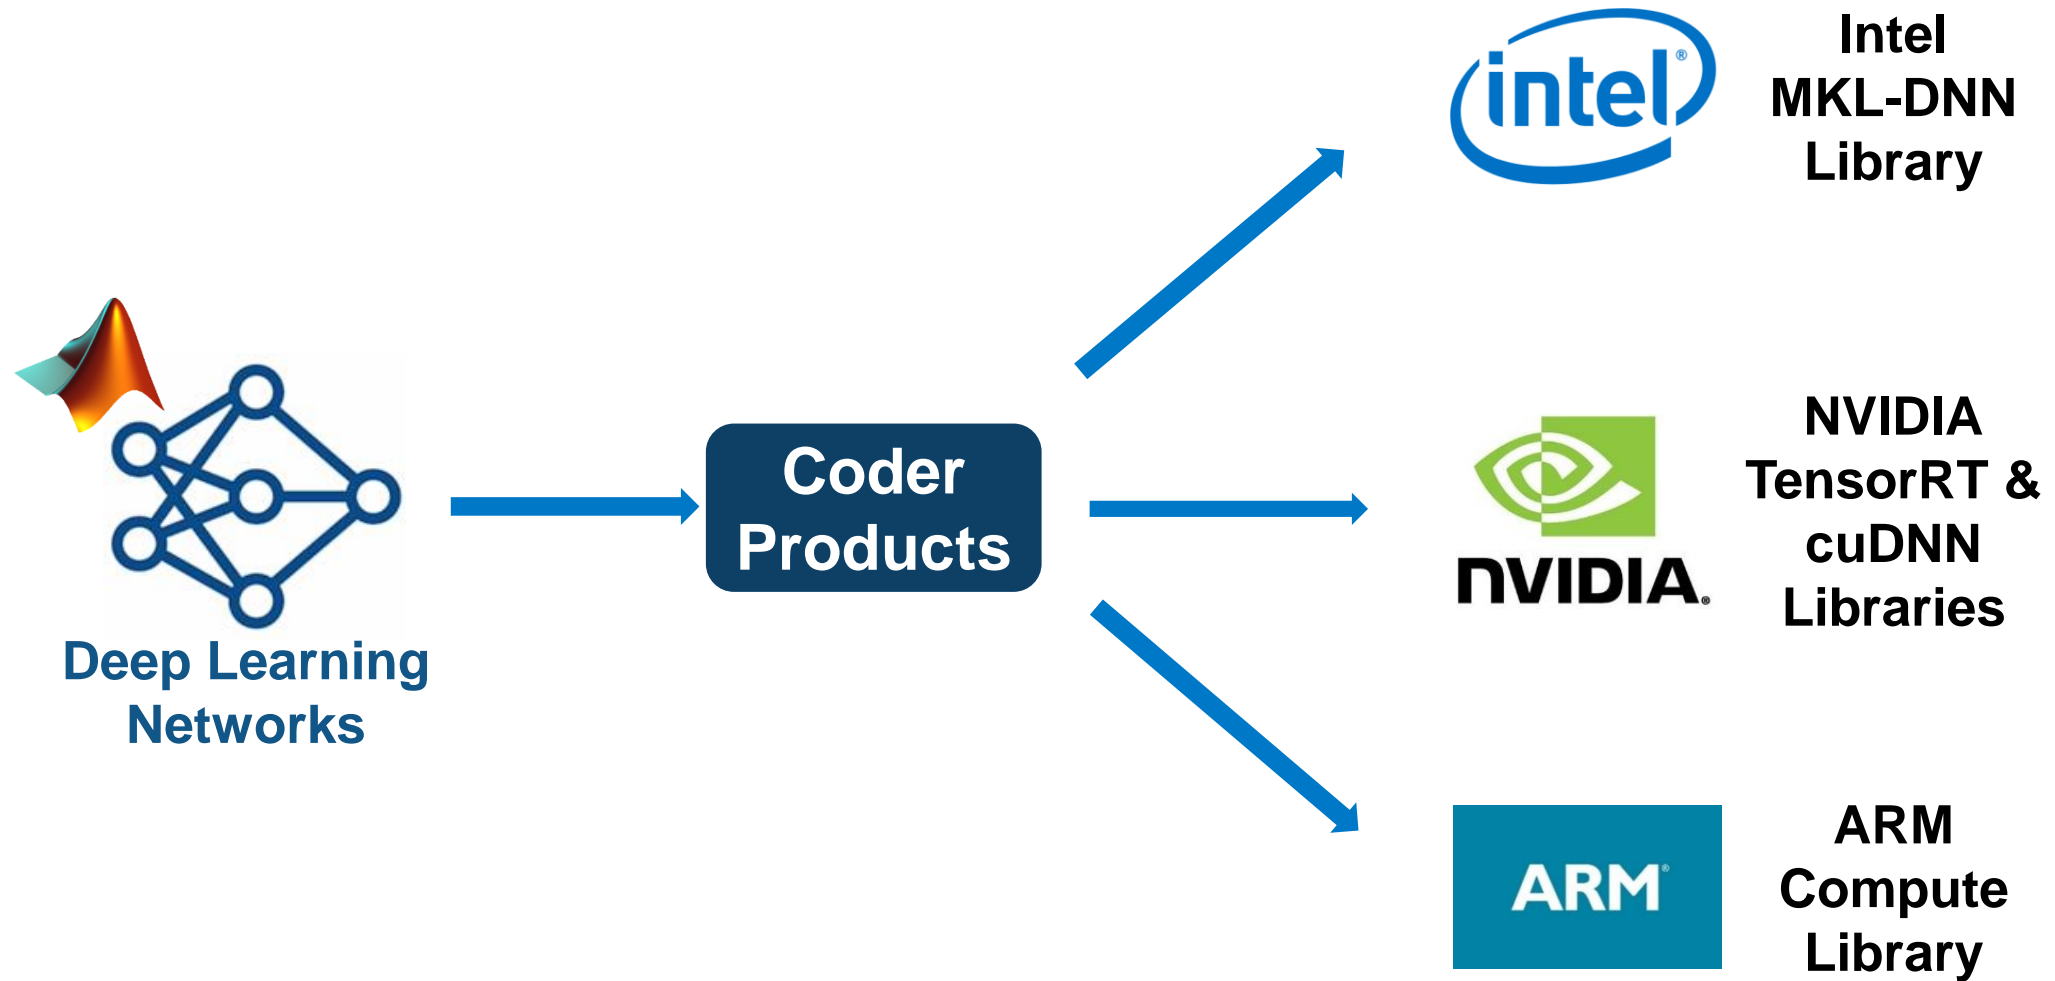 intel®
Intel
MKL-DNN
Library
Deep Learning
Networks
Coder
Products
NVIDIA.
NVIDIA
TensorRT &
cuDNN
Libraries
ARM®
ARM
Compute
Library